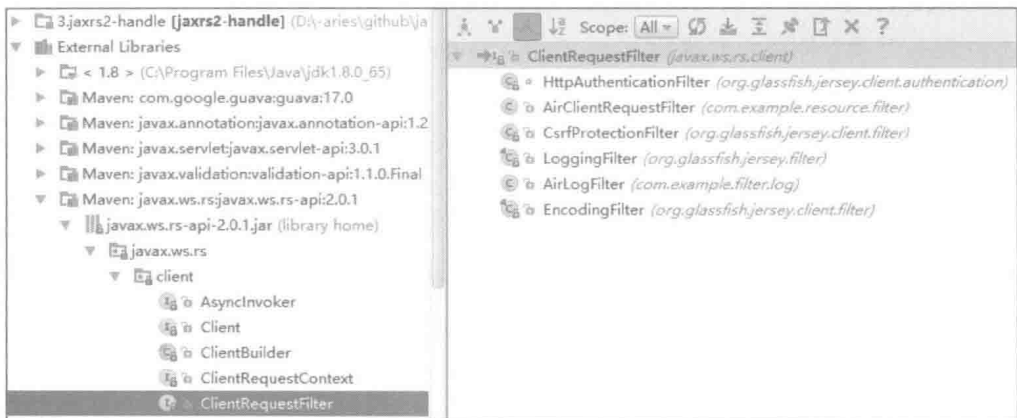 3.jaxrs2-handle [jaxrs2-handle] (D:\-aries\github\ja
External Libraries
< 1.8 > (C:\Program Files\Java\jdk1.8.0_65)
Maven: com.google.guava:guava:17.0
Maven: javax.annotation:javax.annotation-api:1.2
Maven: javax.servlet:javax.servlet-api:3.0.1
Maven: javax.validation:validation-api:1.1.0.Final
Maven: javax.ws.rs:javax.ws.rs-api:2.0.1
javax.ws.rs-api-2.0.1.jar (library home)
javax.ws.rs
client
AsyncInvoker
Client
ClientBuilder
ClientRequestContext
ClientRequestFilter
Scope: All
ClientRequestFilter (javax.ws.rs.client)
HttpAuthenticationFilter (org.glassfish.jersey.client.authentication)
AirClientRequestFilter (com.example.resource.filter)
CsrfProtectionFilter (org.glassfish.jersey.client.filter)
LoggingFilter (org.glassfish.jersey.filter)
AirLogFilter (com.example.filter.log)
EncodingFilter (org.glassfish.jersey.client.filter)